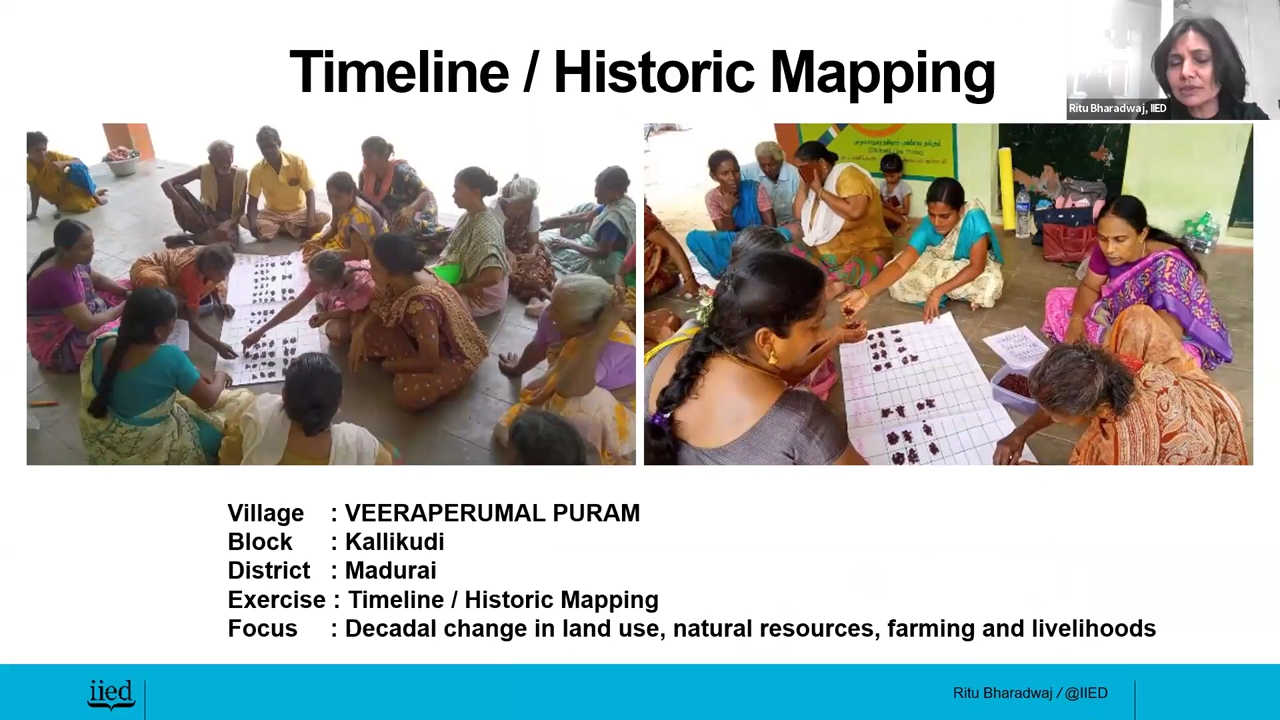 Timeline / Historic Mapping
Ritu Bharadwaj, IIED
Village : VEERAPERUMAL PURAM
Block : Kallikudi
District : Madurai
Exercise : Timeline / Historic Mapping
Focus : Decadal change in land use, natural resources, farming and livelihoods
iied
Ritu Bharadwaj / @IIED